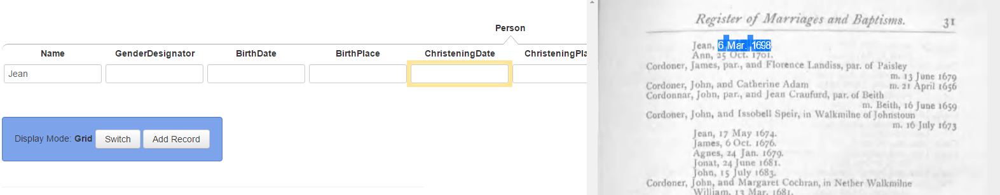 Person
Name GenderDesignator BirthDate BirthPlace ChristeningDate ChristeningPla
Jean
Display Mode: Grid Switch Add Record
Register of Marriages and Baptisms. 31
Jean, 6 Mar. 1698
Ann, 25 Oct. 1701.
Cordoner, James, par., and Florence Landiss, par. of Paisley
m. 13 June 1679
Cordoner, John, and Catherine Adam m. 21 April 1656
Cordonnar, John, par., and Jean Craufurd, par. of Beith
m. Beith, 16 June 1659
Cordoner, John, and Issobell Speir, in Walkmilne of Johnstoun
m. 16 July 1673
Jean, 17 May 1674.
James, 6 Oct. 1676.
Agnes, 24 Jan. 1679.
Jonat, 24 June 1681.
John, 15 July 1683.
Cordoner, John, and Margaret Cochran, in Nether Walkmilne
William, 13 Mar. 1681.